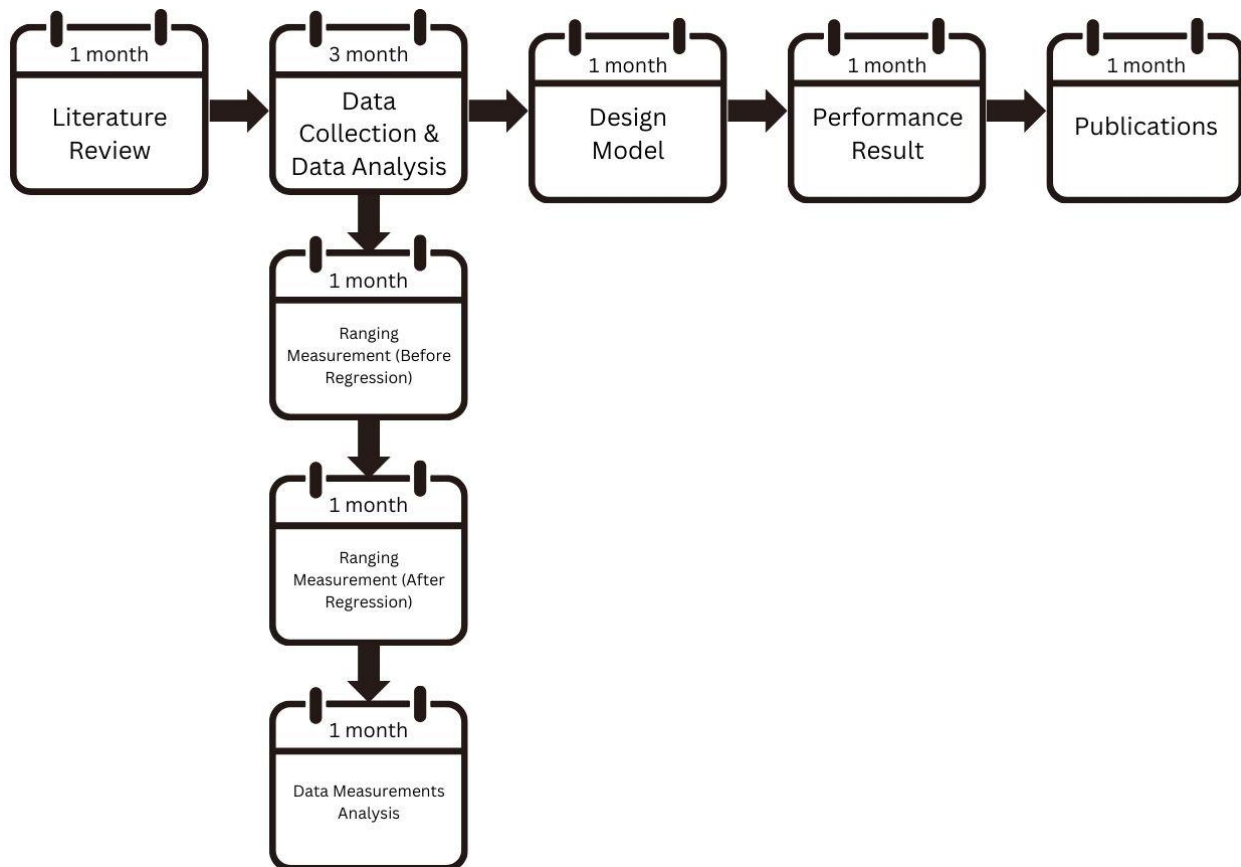 1 month
Literature
Review
3 month
Data
Collection &
Data Analysis
1 month
Design
Model
1 month
Performance
Result
1 month
Publications
1 month
Ranging
Measurement (Before
Regression)
1 month
Ranging
Measurement (After
Regression)
1 month
Data Measurements
Analysis